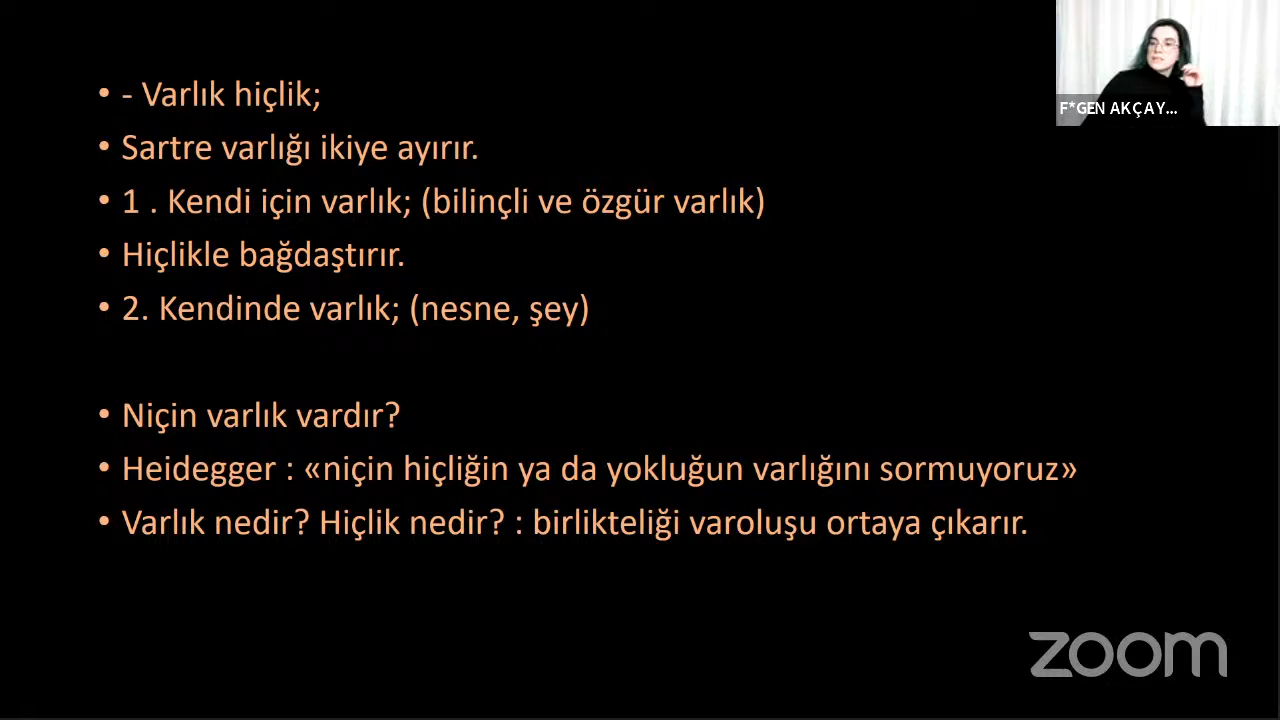 • - Varlık hiçlik;
• Sartre varlığı ikiye ayırır.
• 1 . Kendi için varlık; (bilinçli ve özgür varlık)
• Hiçlikle bağdaştırır.
• 2. Kendinde varlık; (nesne, şey)
• Niçin varlık vardır?
• Heidegger : «niçin hiçliğin ya da yokluğun varlığını sormuyoruz»
• Varlık nedir? Hiçlik nedir? : birlikteliği varoluşu ortaya çıkarır.
F*GEN AKÇAY...
zoom